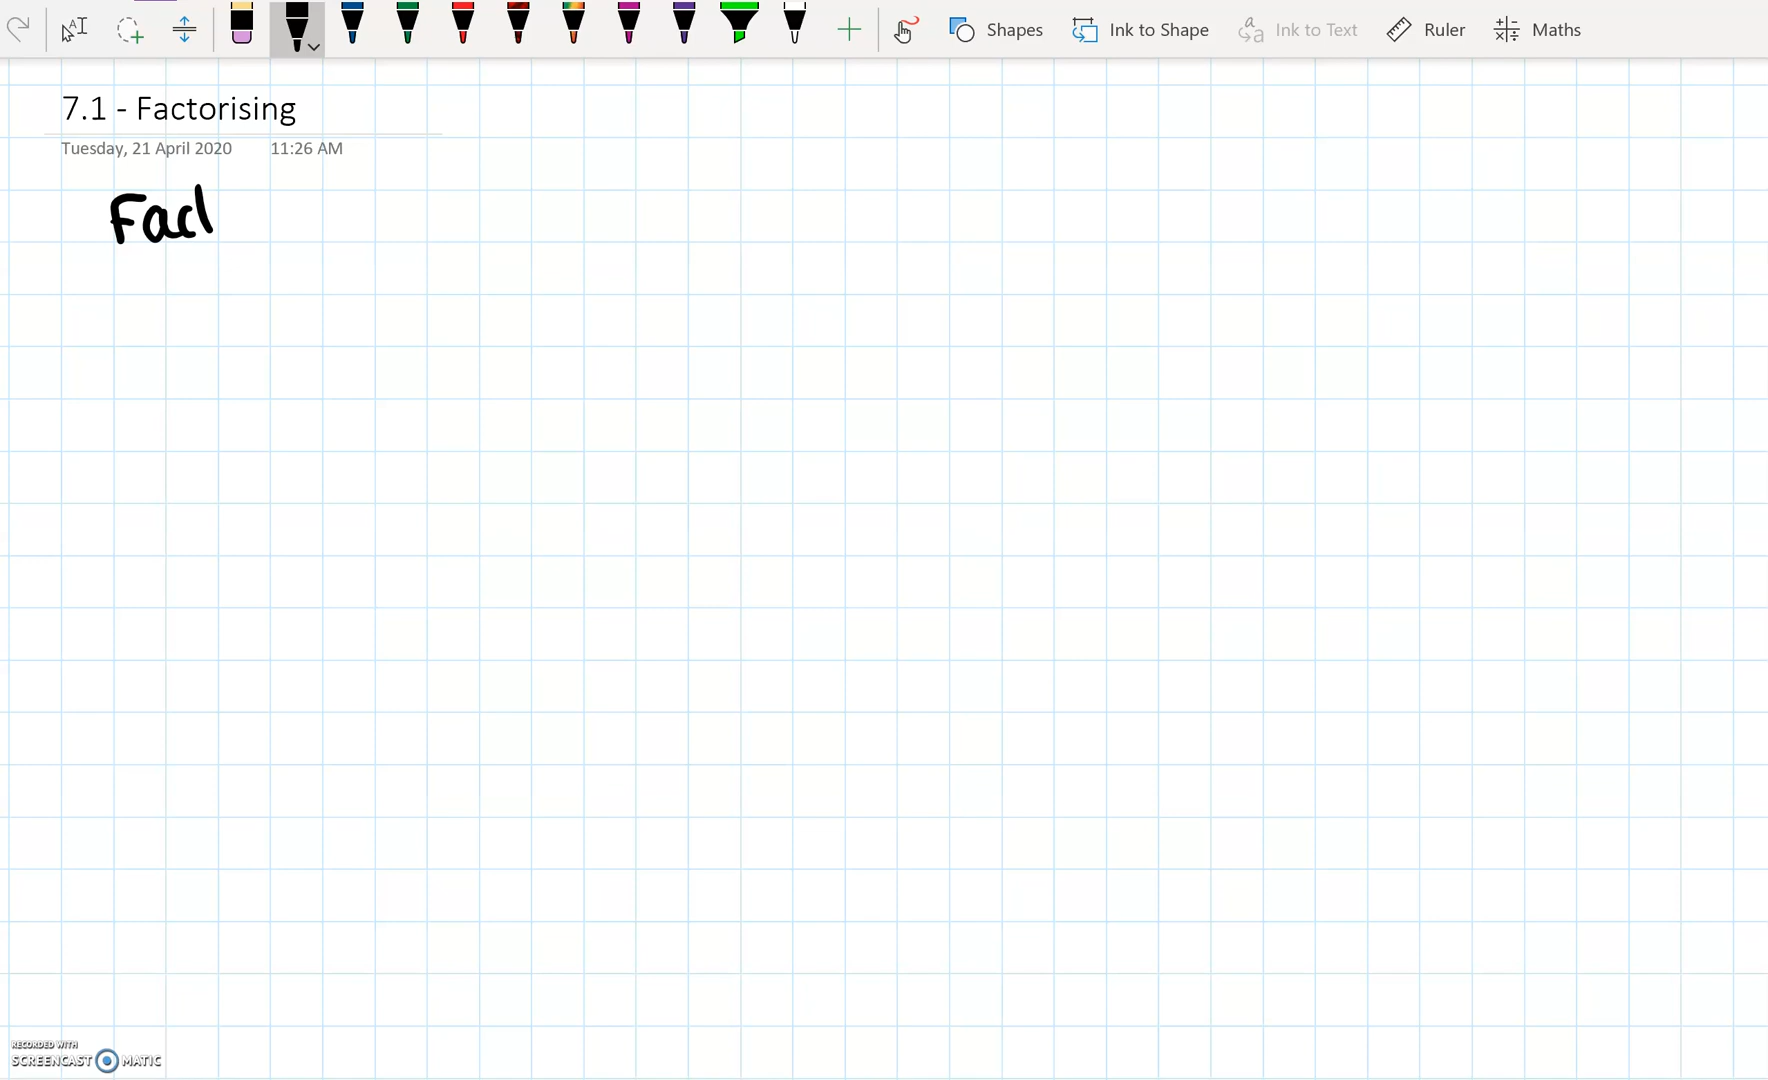 Shapes Ink to Shape Ink to Text Ruler Maths
7.1 - Factorising
Tuesday, 21 April 2020 11:26 AM
Facl
RECORDED WITH
SCREENCAST MATIC